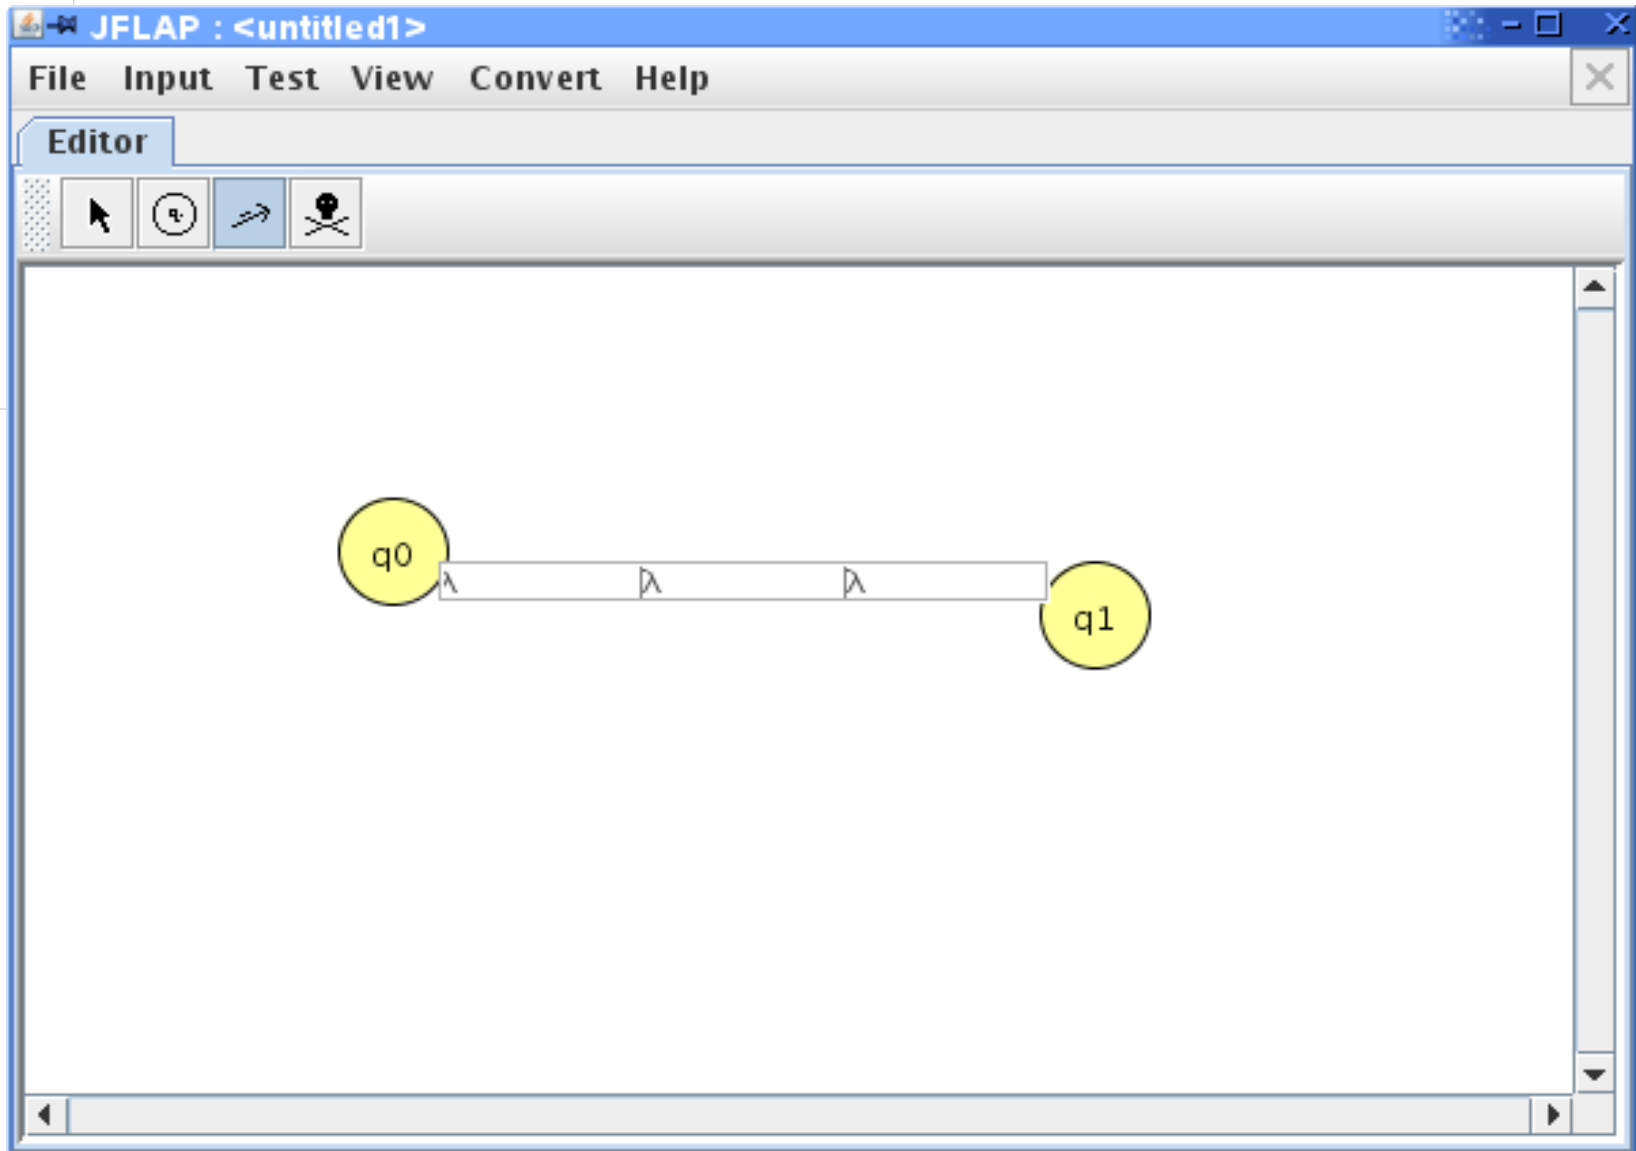 JFLAP : <untitled1>
File Input Test View Convert Help
Editor
q
q0
λ λ λ
q1